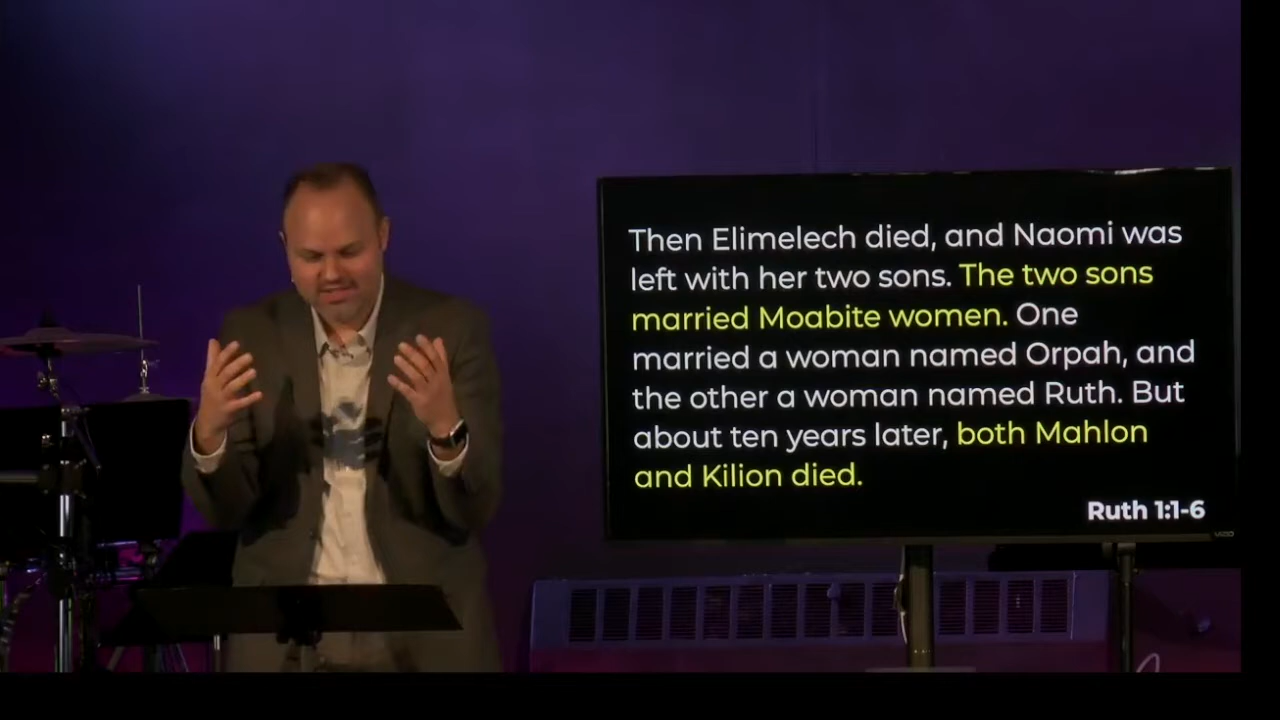 Then Elimelech died, and Naomi was
left with her two sons. The two sons
married Moabite women. One
married a woman named Orpah, and
the other a woman named Ruth. But
about ten years later, both Mahlon
and Kilion died.
Ruth 1:1-6